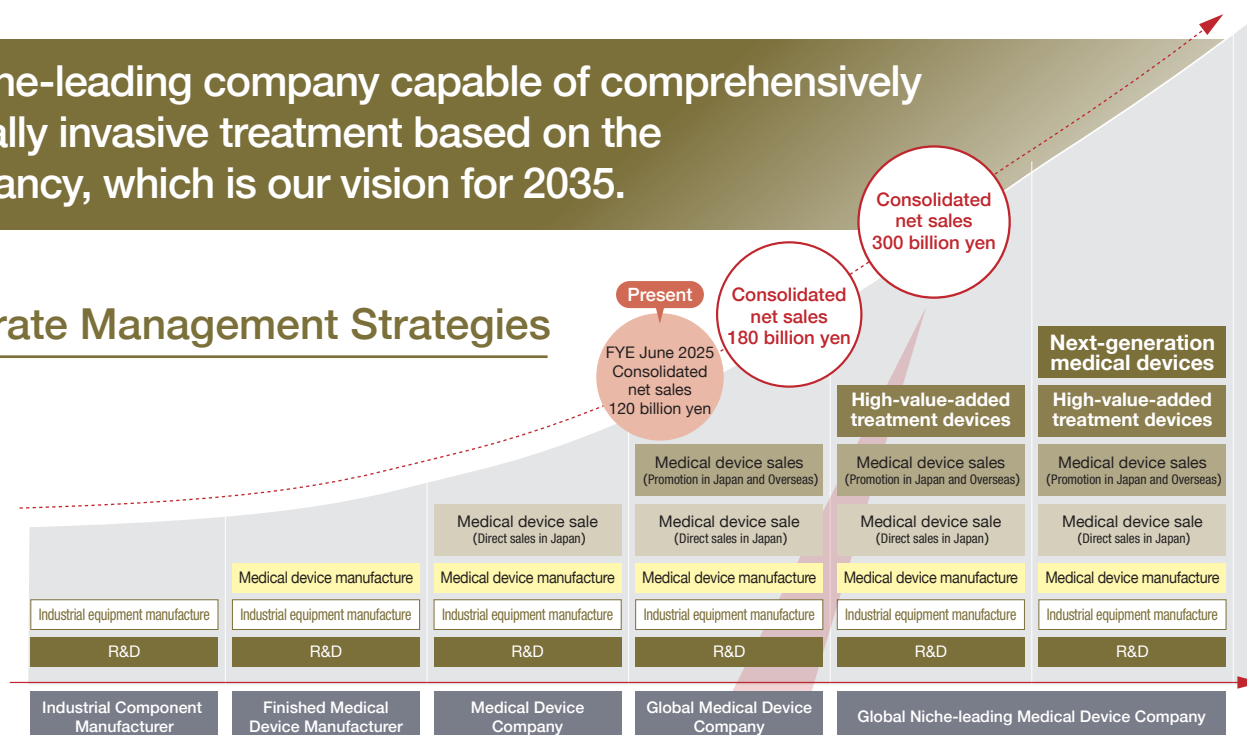 he-leading company capable of comprehensively
ally invasive treatment based on the
ancy, which is our vision for 2035.
rate Management Strategies
Present
FYE June 2025
Consolidated
net sales
120 billion yen
Consolidated
net sales
180 billion yen
Consolidated
net sales
300 billion yen
Next-generation
medical devices
High-value-added
treatment devices
High-value-added
treatment devices
Medical device sales
(Promotion in Japan and Overseas)
Medical device sales
(Promotion in Japan and Overseas)
Medical device sales
(Promotion in Japan and Overseas)
Medical device sale
(Direct sales in Japan)
Medical device sale
(Direct sales in Japan)
Medical device sale
(Direct sales in Japan)
Medical device sale
(Direct sales in Japan)
Medical device manufacture
Medical device manufacture
Medical device manufacture
Medical device manufacture
Medical device manufacture
Industrial equipment manufacture
Industrial equipment manufacture
Industrial equipment manufacture
Industrial equipment manufacture
Industrial equipment manufacture
Industrial equipment manufacture
R&D
R&D
R&D
R&D
R&D
R&D
Industrial Component
Manufacturer
Finished Medical
Device Manufacturer
Medical Device
Company
Global Medical Device
Company
Global Niche-leading Medical Device Company